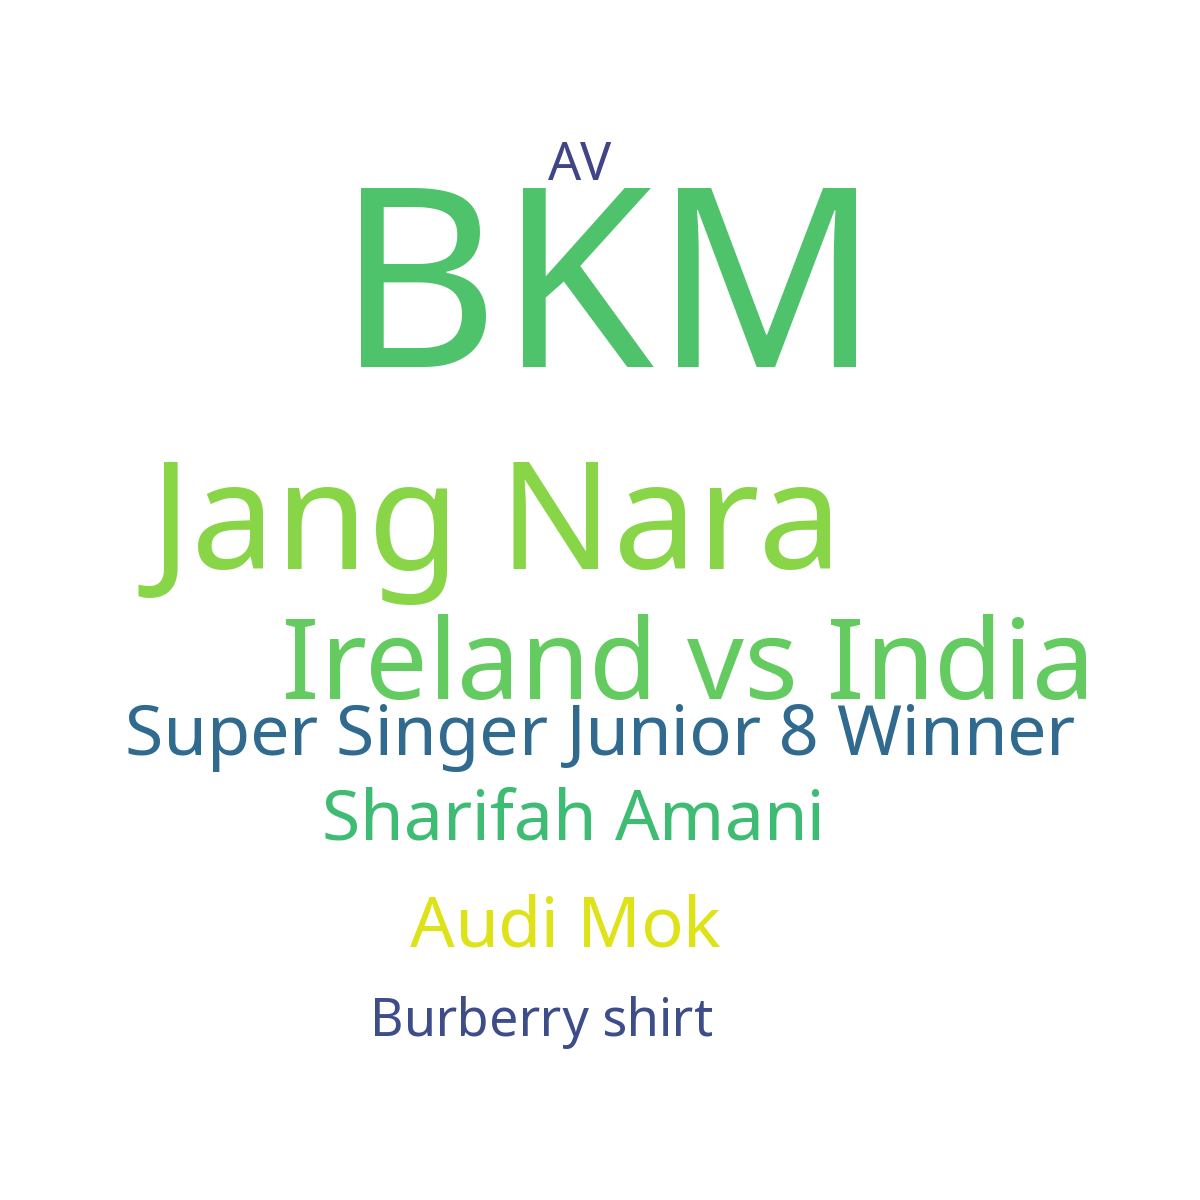 AV
BKM
Jang Nara
Ireland vs India
Super Singer Junior 8 Winner
Sharifah Amani
Audi Mok
Burberry shirt